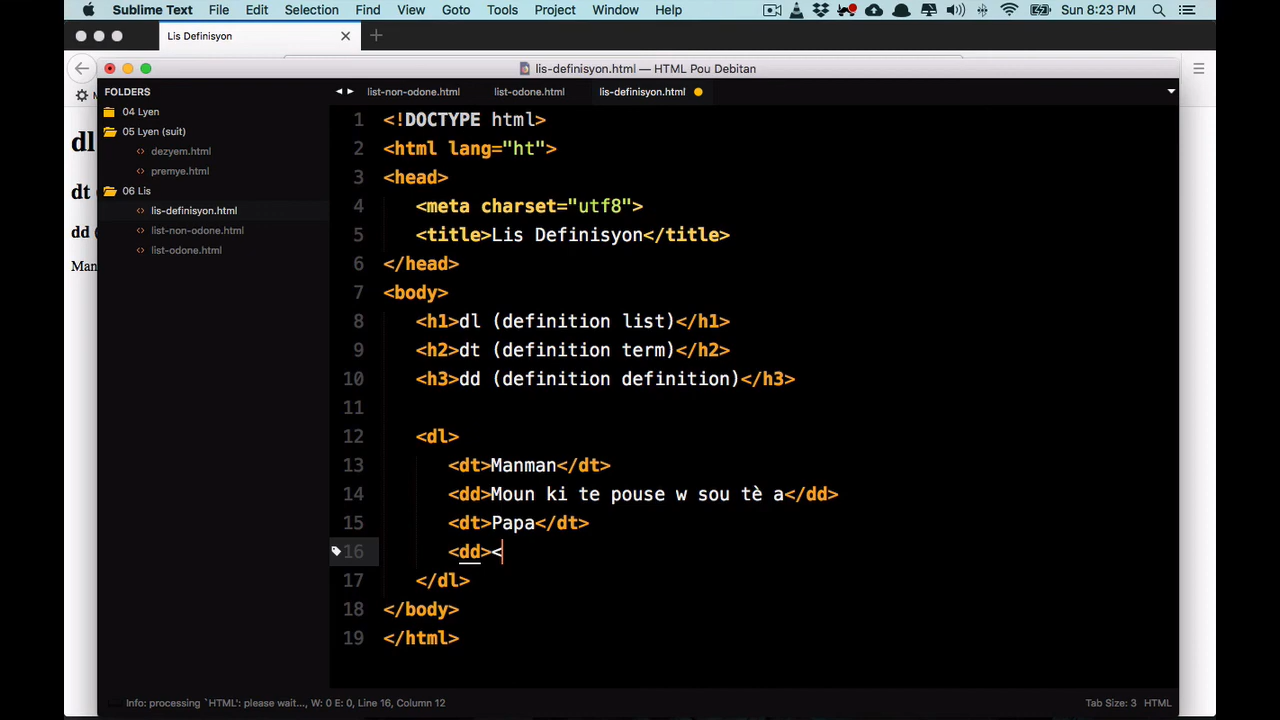 Sublime Text File Edit Selection Find View Goto Tools Project Window Help Sun 8:23 PM
Lis Definisyon
lis-definisyon.html — HTML Pou Debitan
FOLDERS
04 Lyen
05 Lyen (suit)
dezyem.html
premye.html
06 Lis
lis-definisyon.html
list-non-odone.html
list-odone.html
dl
dt
dd
Man
list-non-odone.html list-odone.html lis-definisyon.html
1 <!DOCTYPE html>
2 <html lang="ht">
3 <head>
4 <meta charset="utf8">
5 <title>Lis Definisyon</title>
6 </head>
7 <body>
8 <h1>dl (definition list)</h1>
9 <h2>dt (definition term)</h2>
10 <h3>dd (definition definition)</h3>
11
12 <dl>
13 <dt>Manman</dt>
14 <dd>Moun ki te pouse w sou tè a</dd>
15 <dt>Papa</dt>
16 <dd><
17 </dl>
18 </body>
19 </html>
Info: processing `HTML': please wait..., W: 0 E: 0, Line 16, Column 12
Tab Size: 3 HTML